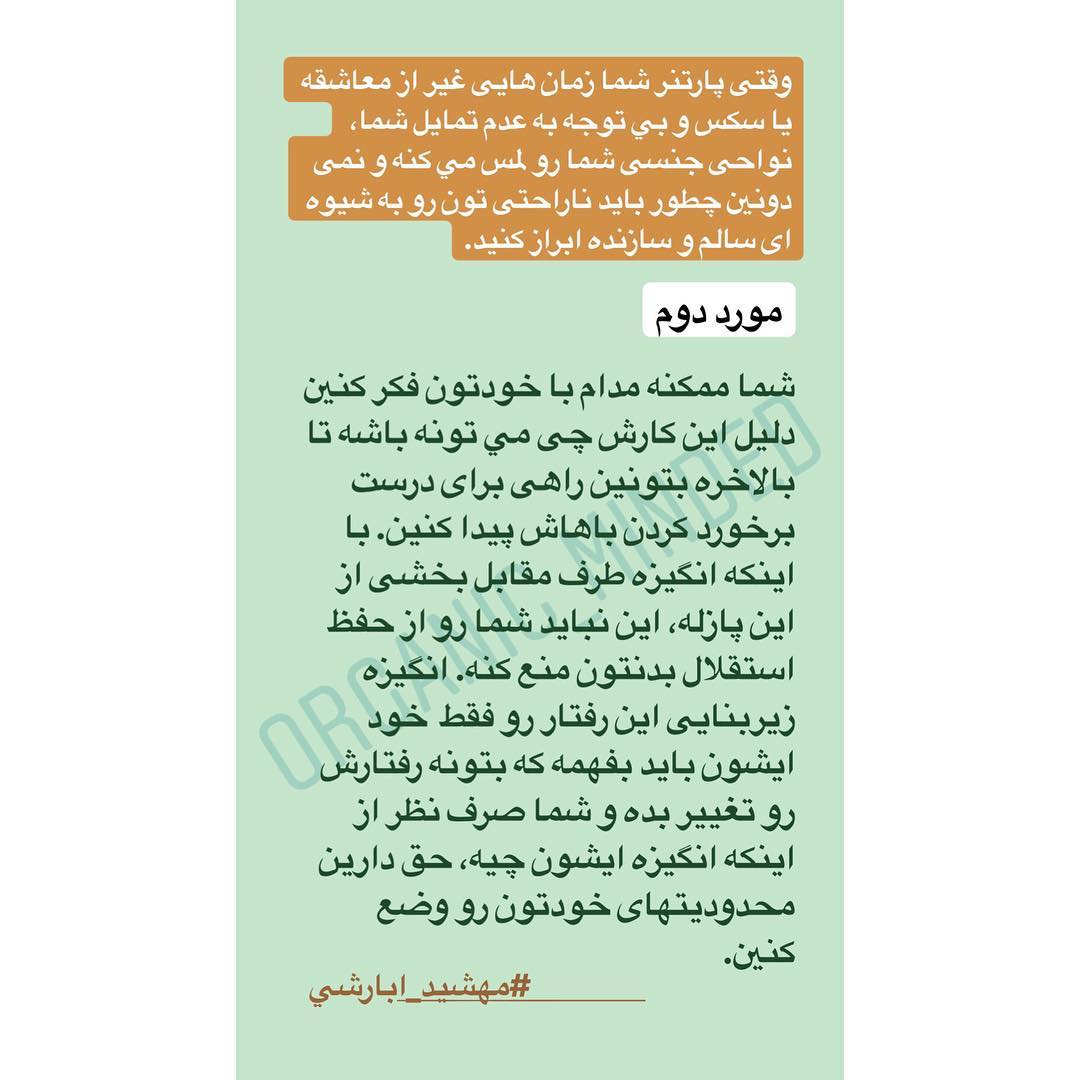 وقتی پارتنر شما زمان هایی غیر از معاشقه
یا سکس و بي توجه به عدم تمایل شما،
نواحی جنسی شما رو لمس مي کنه و نمی
دونین چطور باید ناراحتی تون رو به شیوه
ای سالم و سازنده ابراز کنید.
مورد دوم
شما ممکنه مدام با خودتون فکر کنین
دلیل این کارش چی مي تونه باشه تا
بالاخره بتونین راهی برای درست
برخورد کردن باهاش پیدا کنین. با
اینکه انگیزه طرف مقابل بخشی از
این پازله، این نباید شما رو از حفظ
استقلال بدنتون منع کنه. انگیزه
زیربنایی این رفتار رو فقط خود
ایشون باید بفهمه که بتونه رفتارش
رو تغییر بده و شما صرف نظر از
اینکه انگیزه ایشون چیه، حق دارین
محدودیتهای خودتون رو وضع
کنین.
#مهشید_ابارشي
ORGANIC_MINDED